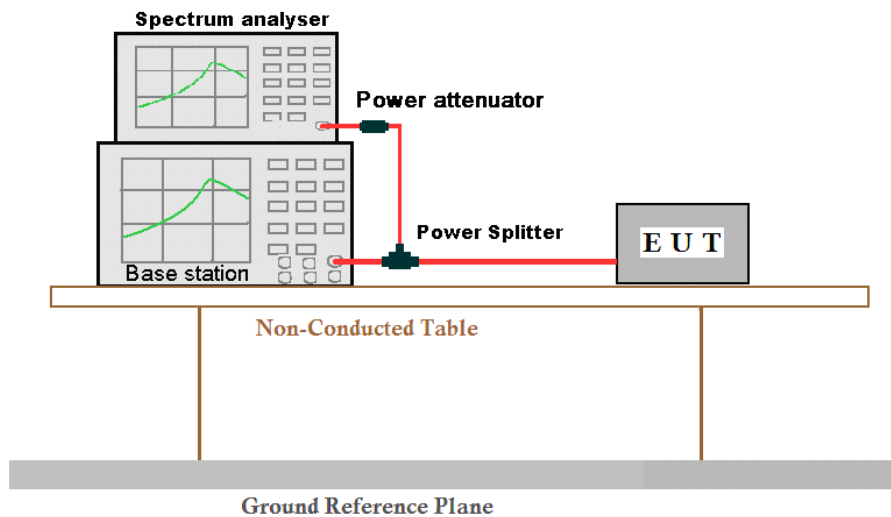 Spectrum analyser
Power attenuator
Power Splitter
E U T
Base station
Non-Conducted Table
Ground Reference Plane